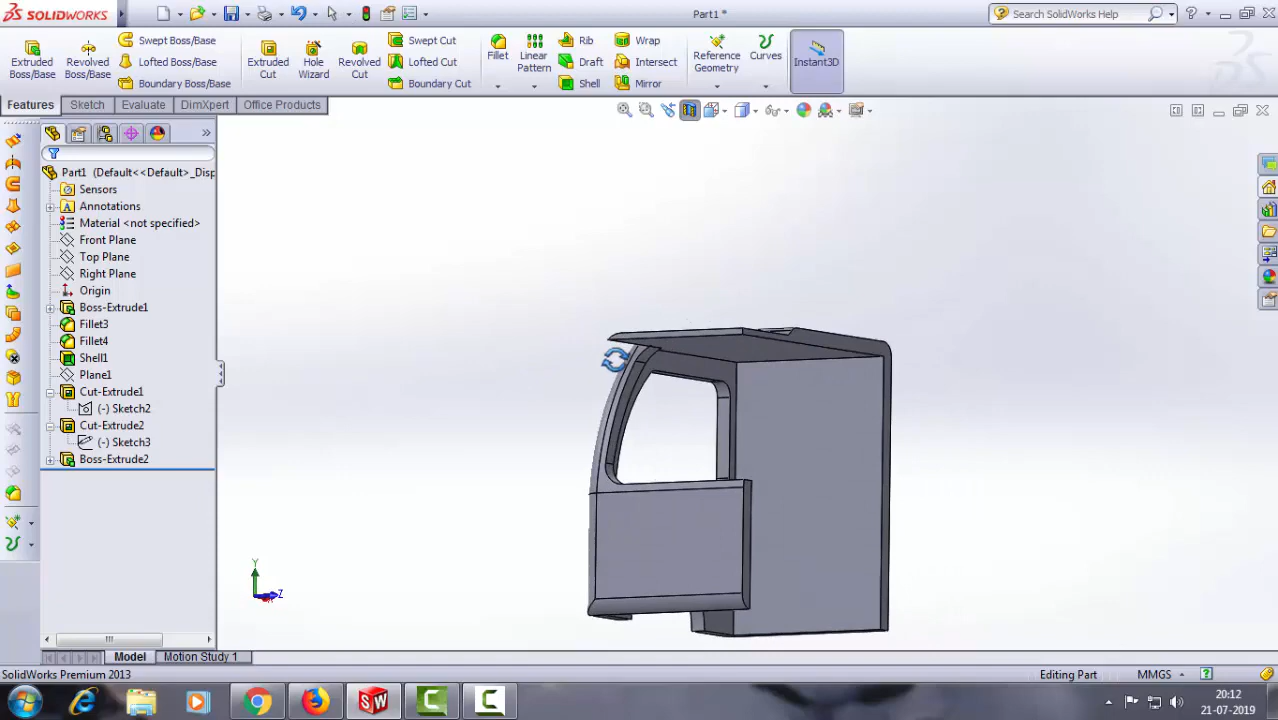 SOLIDWORKS
Part1 *
Search SolidWorks Help
Extruded Boss/Base
Revolved Boss/Base
Swept Boss/Base
Lofted Boss/Base
Boundary Boss/Base
Extruded Cut
Hole Wizard
Revolved Cut
Swept Cut
Lofted Cut
Boundary Cut
Fillet
Linear Pattern
Rib
Draft
Shell
Wrap
Intersect
Mirror
Reference Geometry
Curves
Instant3D
Features
Sketch
Evaluate
DimXpert
Office Products
Part1 (Default<<Default>_Disp
Sensors
Annotations
Material <not specified>
Front Plane
Top Plane
Right Plane
Origin
Boss-Extrude1
Fillet3
Fillet4
Shell1
Plane1
Cut-Extrude1
(-) Sketch2
Cut-Extrude2
(-) Sketch3
Boss-Extrude2
Y
Z
Model
Motion Study 1
SolidWorks Premium 2013
Editing Part
MMGS
20:12
21-07-2019